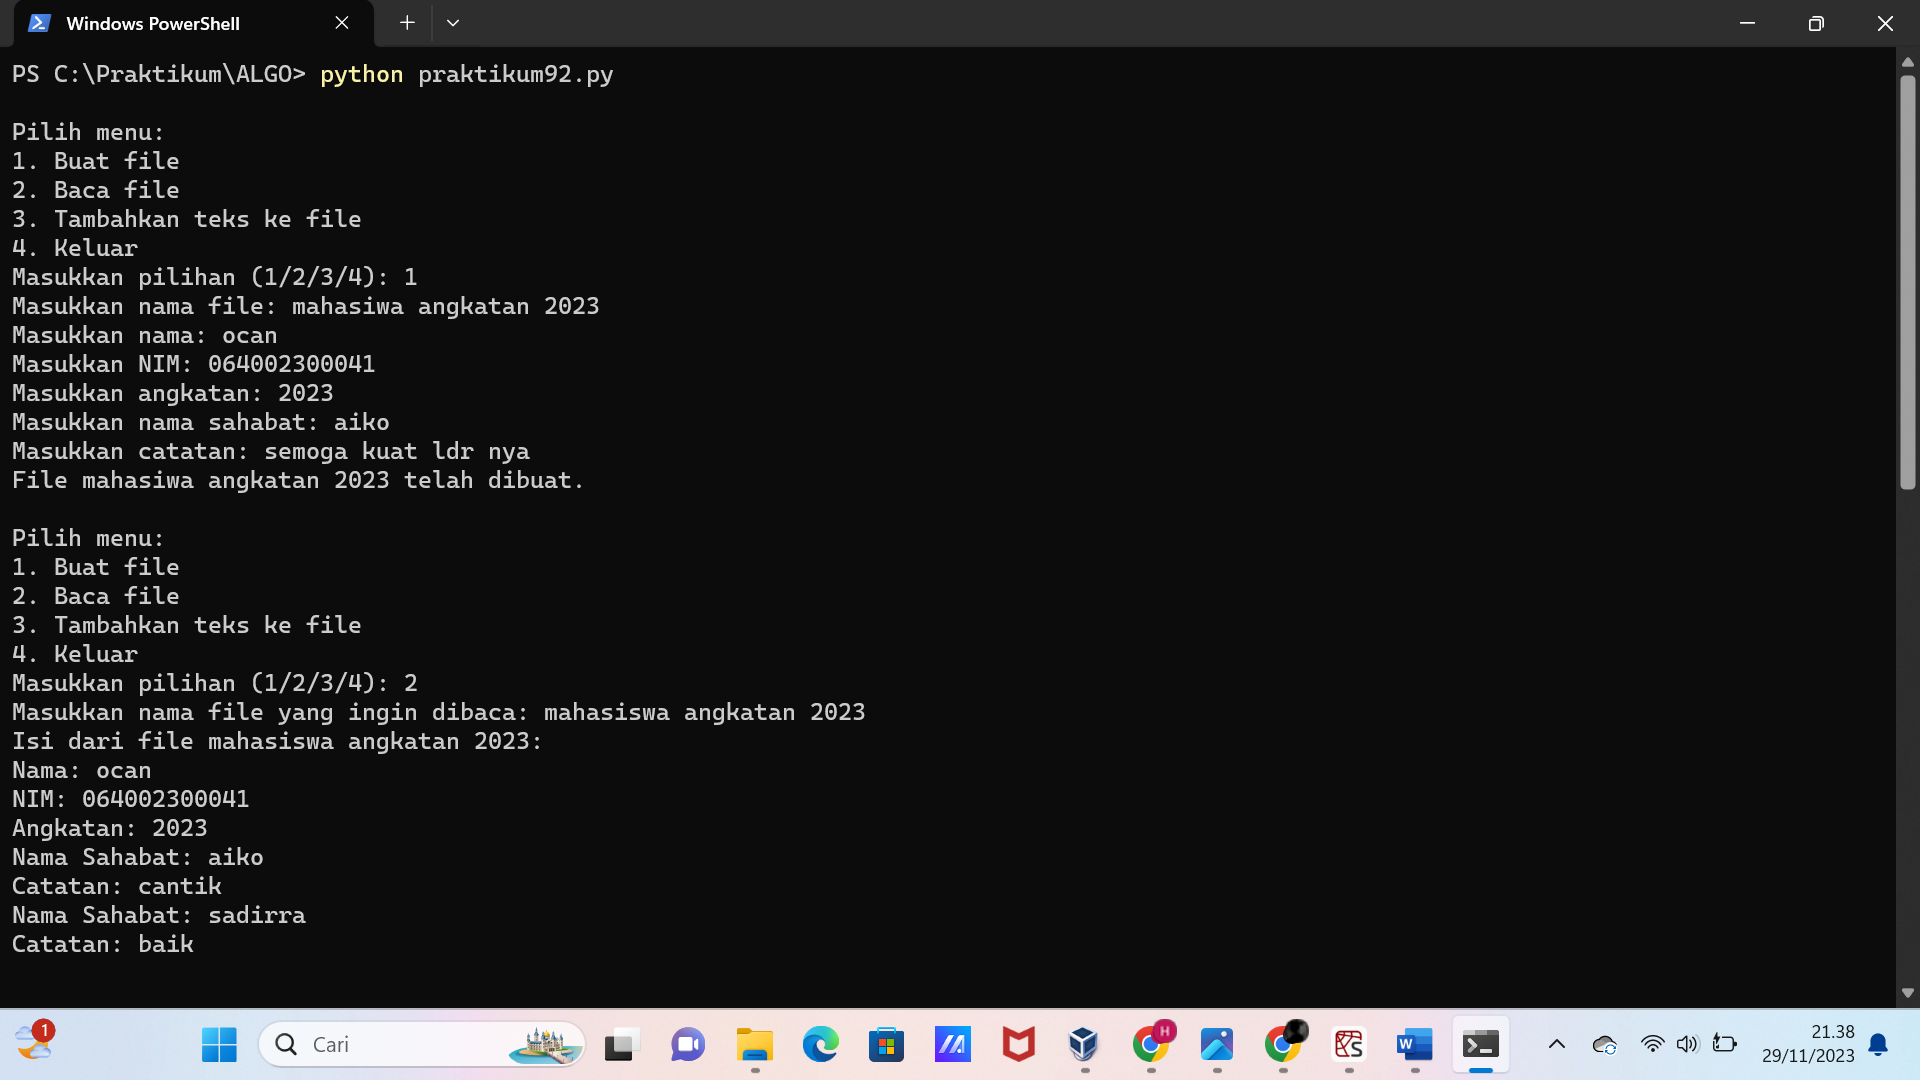 Windows PowerShell
PS C:\Praktikum\ALGO> python praktikum92.py
Pilih menu:
1. Buat file
2. Baca file
3. Tambahkan teks ke file
4. Keluar
Masukkan pilihan (1/2/3/4): 1
Masukkan nama file: mahasiwa angkatan 2023
Masukkan nama: ocan
Masukkan NIM: 064002300041
Masukkan angkatan: 2023
Masukkan nama sahabat: aiko
Masukkan catatan: semoga kuat ldr nya
File mahasiwa angkatan 2023 telah dibuat.
Pilih menu:
1. Buat file
2. Baca file
3. Tambahkan teks ke file
4. Keluar
Masukkan pilihan (1/2/3/4): 2
Masukkan nama file yang ingin dibaca: mahasiswa angkatan 2023
Isi dari file mahasiswa angkatan 2023:
Nama: ocan
NIM: 064002300041
Angkatan: 2023
Nama Sahabat: aiko
Catatan: cantik
Nama Sahabat: sadirra
Catatan: baik
1
Cari
H
W
21.38
29/11/2023